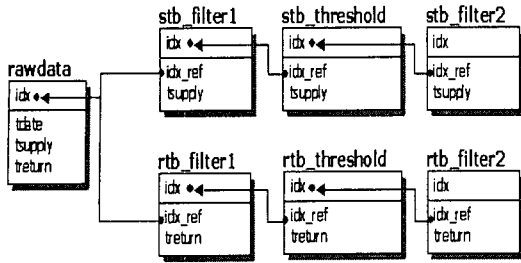 stb_filter1
idx
idx_ref
tsupply
stb_threshold
idx
idx_ref
tsupply
stb_filter2
idx
idx_ref
tsupply
rawdata
idx
tdate
tsupply
treturn
rtb_filter1
idx
idx_ref
treturn
rtb_threshold
idx
idx_ref
treturn
rtb_filter2
idx
idx_ref
treturn